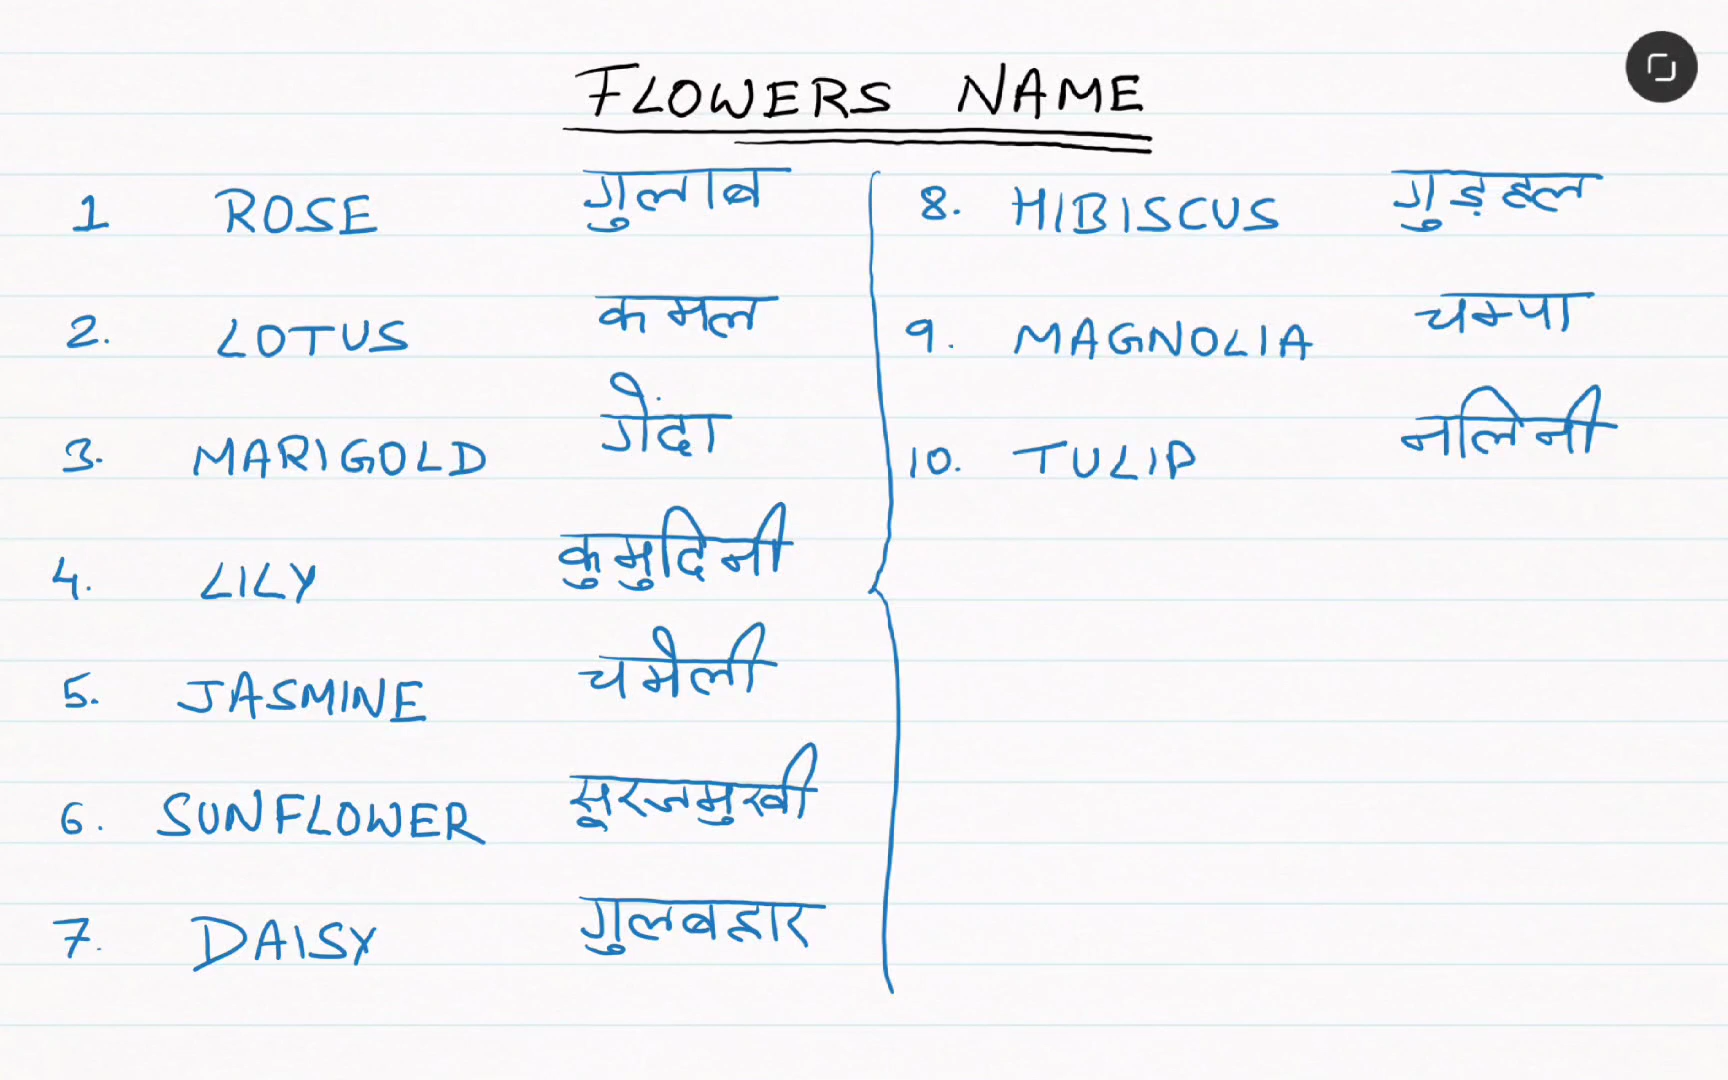 FLOWERS NAME
1 ROSE गुलाब
2. LOTUS कमल
3. MARIGOLD गेंदा
4. LILY कुमुदिनी
5. JASMINE चमेली
6. SUNFLOWER सूरजमुखी
7. DAISY गुलबहार
8. HIBISCUS गुड़हल
9. MAGNOLIA चम्पा
10. TULIP नलिनी